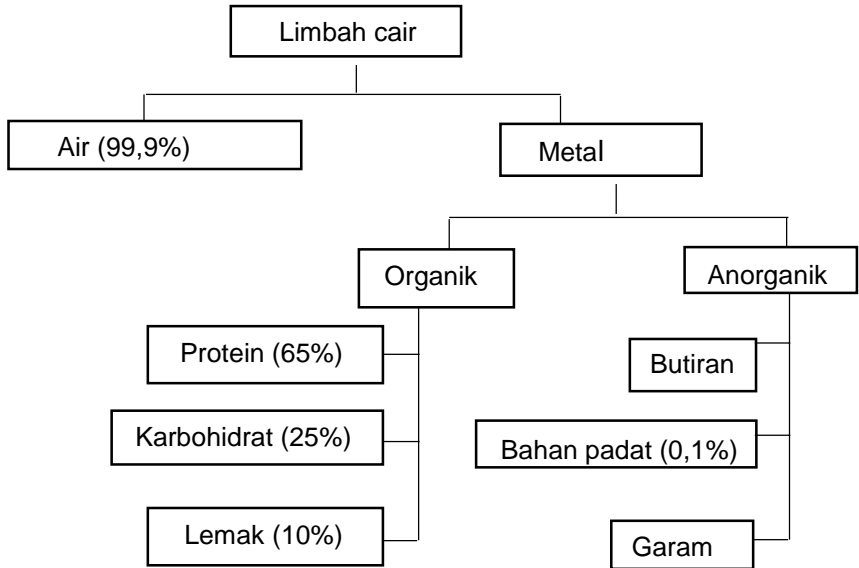 Limbah cair
Air (99,9%)
Metal
Organik
Anorganik
Protein (65%)
Butiran
Karbohidrat (25%)
Bahan padat (0,1%)
Lemak (10%)
Garam